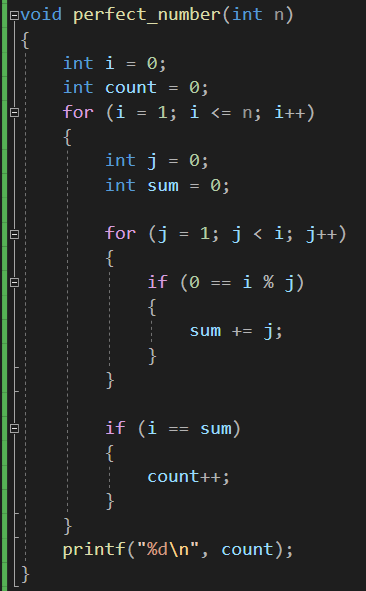 void perfect_number(int n)
{
    int i = 0;
    int count = 0;
    for (i = 1; i <= n; i++)
    {
        int j = 0;
        int sum = 0;

        for (j = 1; j < i; j++)
        {
            if (0 == i % j)
            {
                sum += j;
            }
        }

        if (i == sum)
        {
            count++;
        }
    }
    printf("%d\n", count);
}